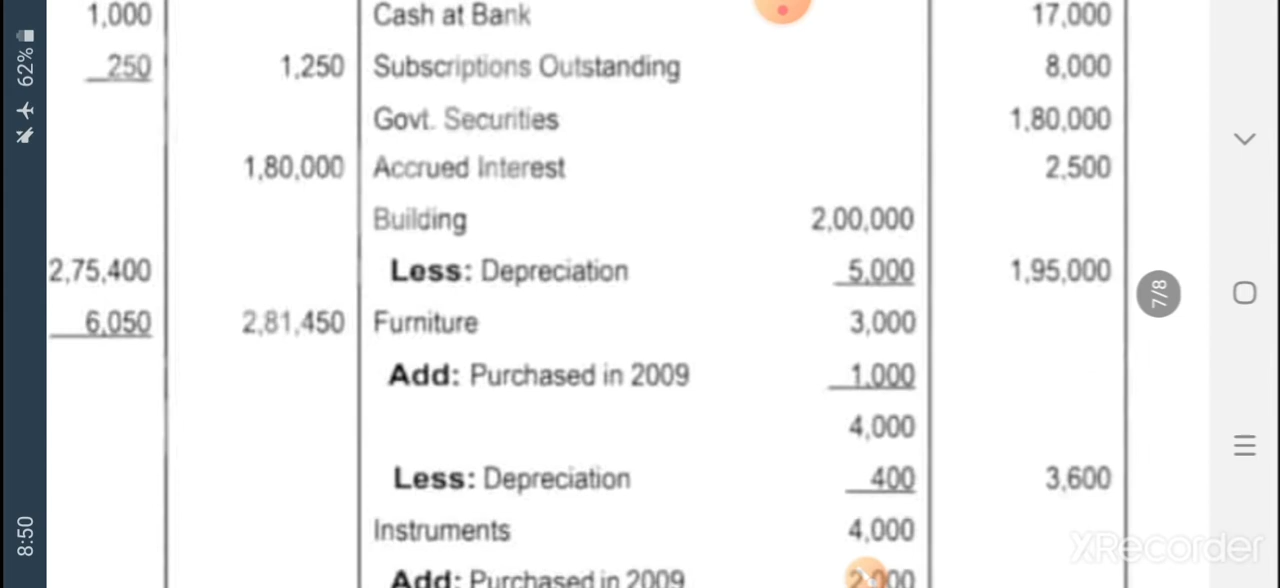 1,000 Cash at Bank 17,000
250 1,250 Subscriptions Outstanding 8,000
Govt. Securities 1,80,000
1,80,000 Accrued Interest 2,500
Building 2,00,000
2,75,400 Less: Depreciation 5,000 1,95,000
6,050 2,81,450 Furniture 3,000
Add: Purchased in 2009 1,000
4,000
Less: Depreciation 400 3,600
Instruments 4,000
Add: Purchased in 2009 2,000
62%
8:50
7/8
XRecorder